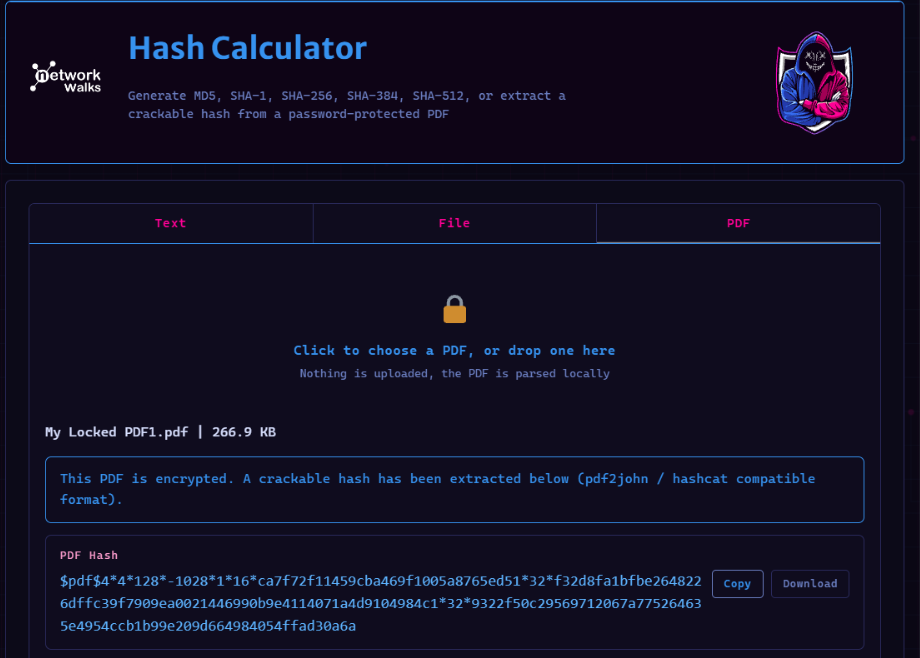 network
walks
Hash Calculator
Generate MD5, SHA-1, SHA-256, SHA-384, SHA-512, or extract a
crackable hash from a password-protected PDF
Text
File
PDF
Click to choose a PDF, or drop one here
Nothing is uploaded, the PDF is parsed locally
My Locked PDF1.pdf | 266.9 KB
This PDF is encrypted. A crackable hash has been extracted below (pdf2john / hashcat compatible
format).
PDF Hash
$pdf$4*4*128*-1028*1*16*ca7f72f11459cba469f1005a8765ed51*32*f32d8fa1bfbe264822
6dffc39f7909ea0021446990b9e4114071a4d9104984c1*32*9322f50c29569712067a77526463
5e4954ccb1b99e209d664984054ffad30a6a
Copy
Download